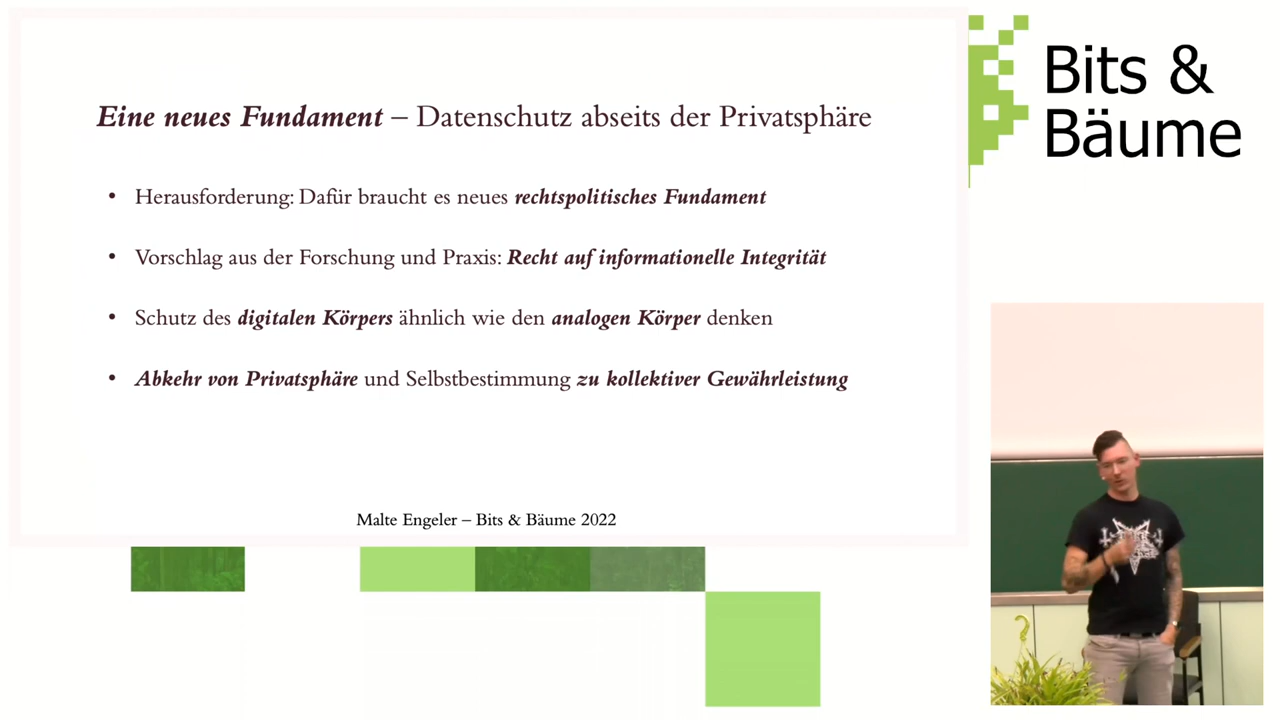 Eine neues Fundament – Datenschutz abseits der Privatsphäre
• Herausforderung: Dafür braucht es neues rechtspolitisches Fundament
• Vorschlag aus der Forschung und Praxis: Recht auf informationelle Integrität
• Schutz des digitalen Körpers ähnlich wie den analogen Körper denken
• Abkehr von Privatsphäre und Selbstbestimmung zu kollektiver Gewährleistung
Malte Engeler – Bits & Bäume 2022
Bits &
Bäume